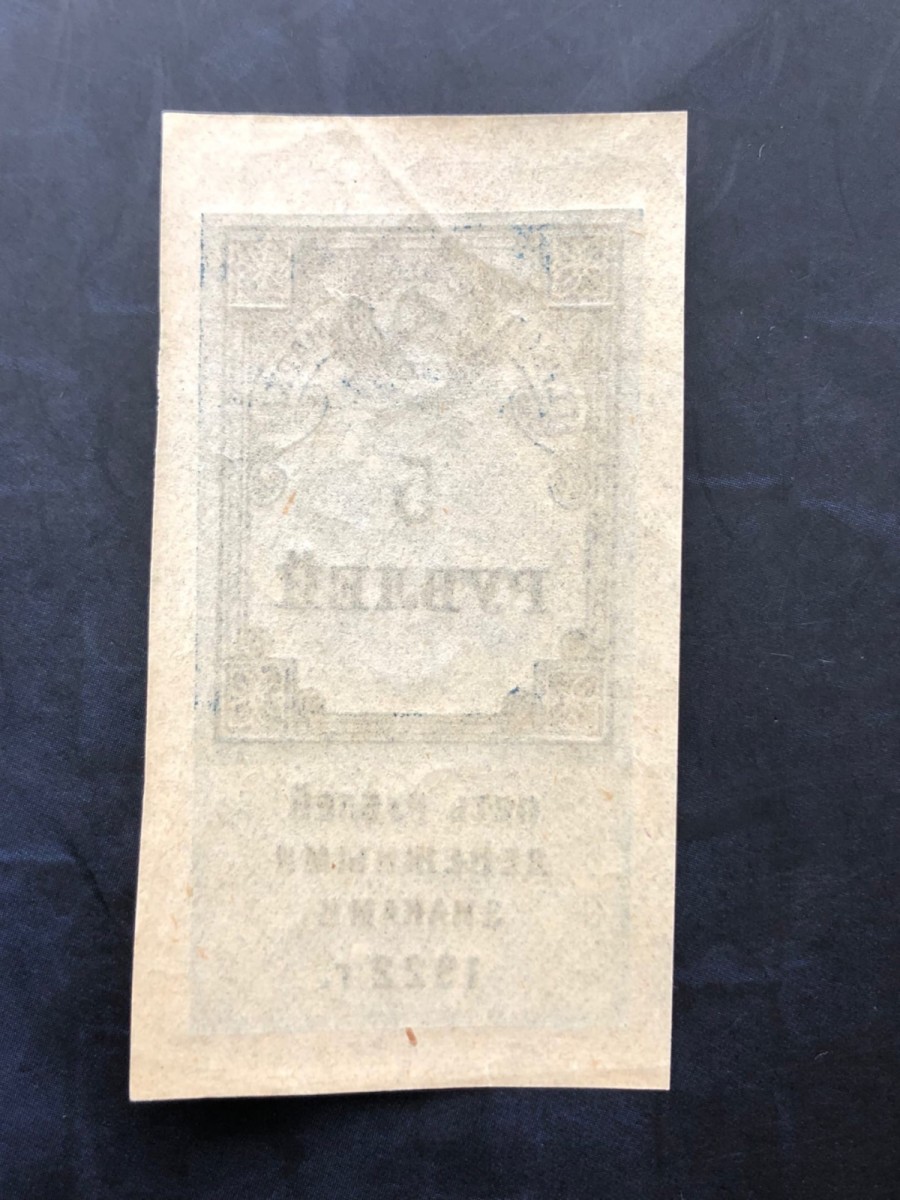 5
РУБЛЕЙ
ПЯТЬ РУБЛЕЙ
ДЕНЕЖНЫМИ
ЗНАКАМИ
1922 г.